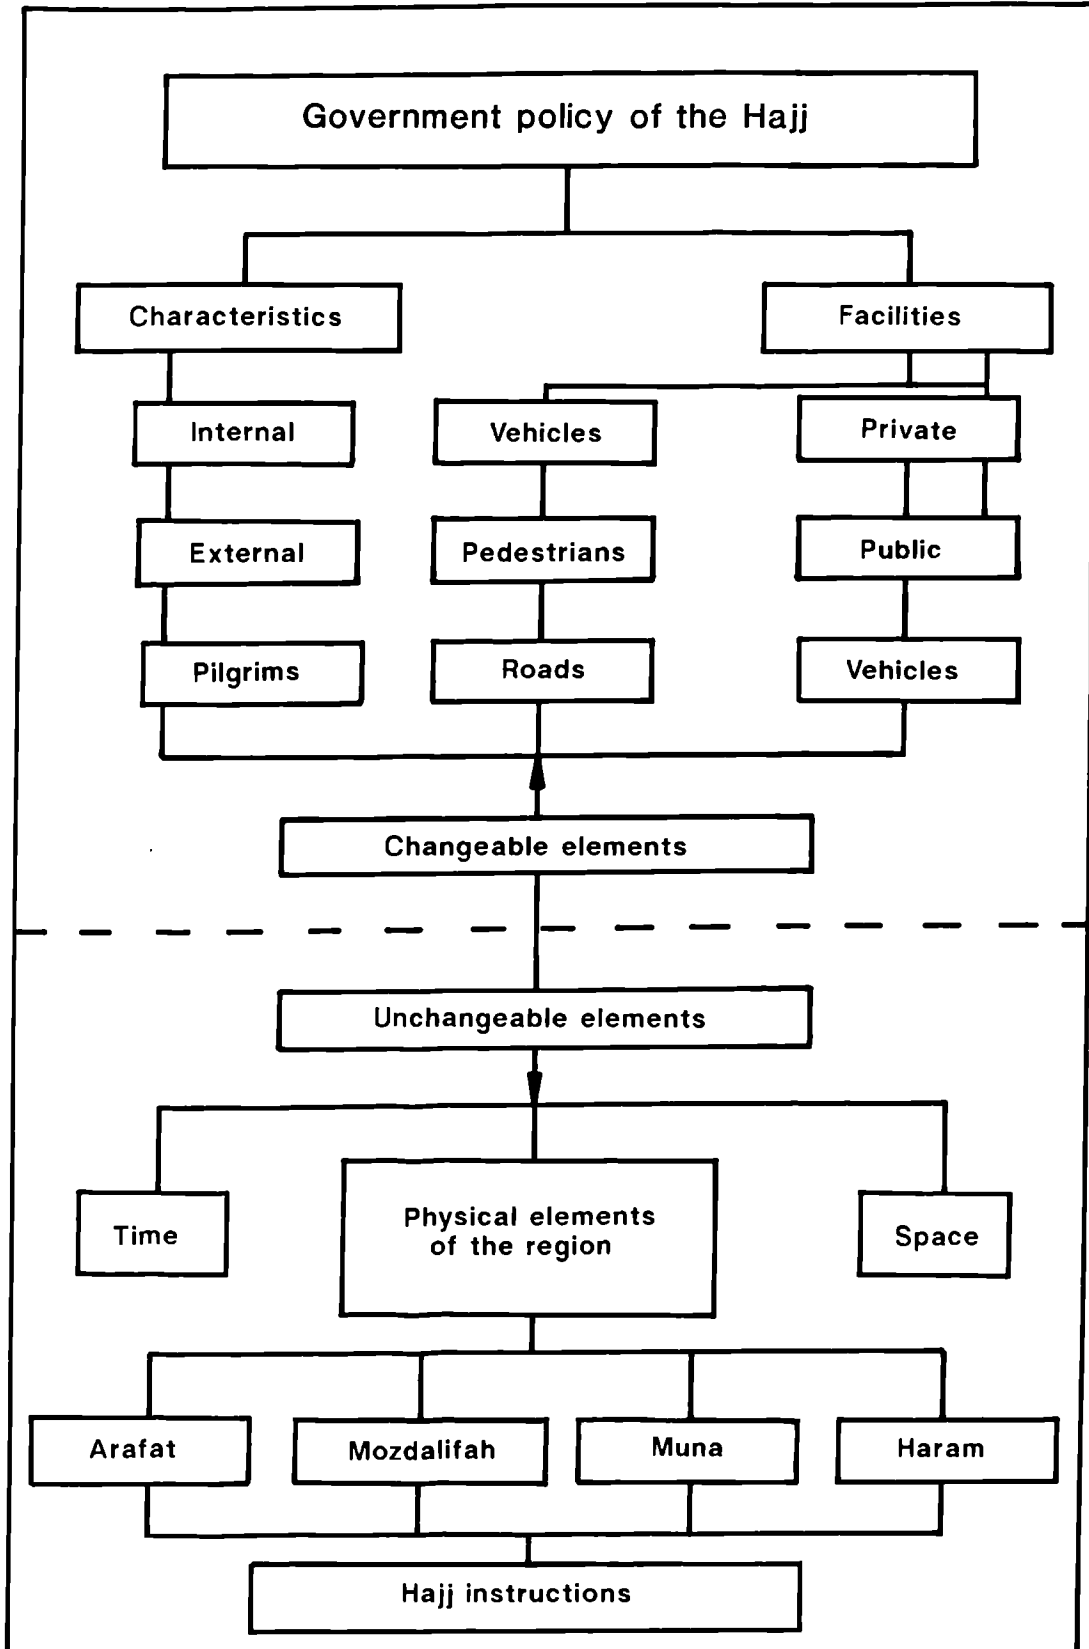 Government policy of the Hajj
Characteristics
Facilities
Internal
Vehicles
Private
External
Pedestrians
Public
Pilgrims
Roads
Vehicles
Changeable elements
Unchangeable elements
Time
Physical elements
of the region
Space
Arafat
Mozdalifah
Muna
Haram
Hajj instructions